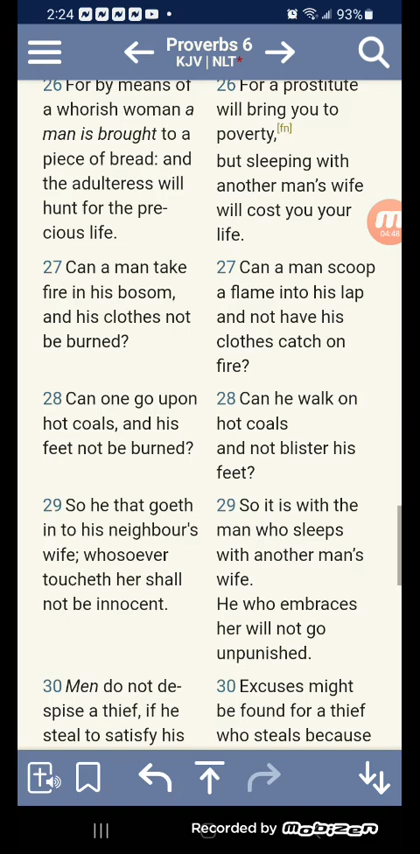 2:24
93%
Proverbs 6
KJV | NLT*
26 For by means of
a whorish woman a
man is brought to a
piece of bread: and
the adulteress will
hunt for the pre-
cious life.
26 For a prostitute
will bring you to
poverty,[fn]
but sleeping with
another man's wife
will cost you your
life.
04:48
27 Can a man take
fire in his bosom,
and his clothes not
be burned?
27 Can a man scoop
a flame into his lap
and not have his
clothes catch on
fire?
28 Can one go upon
hot coals, and his
feet not be burned?
28 Can he walk on
hot coals
and not blister his
feet?
29 So he that goeth
in to his neighbour's
wife; whosoever
toucheth her shall
not be innocent.
29 So it is with the
man who sleeps
with another man's
wife.
He who embraces
her will not go
unpunished.
30 Men do not de-
spise a thief, if he
steal to satisfy his
30 Excuses might
be found for a thief
who steals because
Recorded by mobizen